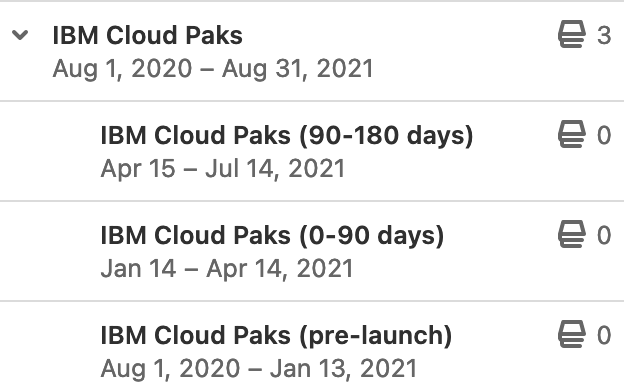 IBM Cloud Paks 3
Aug 1, 2020 – Aug 31, 2021
IBM Cloud Paks (90-180 days) 0
Apr 15 – Jul 14, 2021
IBM Cloud Paks (0-90 days) 0
Jan 14 – Apr 14, 2021
IBM Cloud Paks (pre-launch) 0
Aug 1, 2020 – Jan 13, 2021